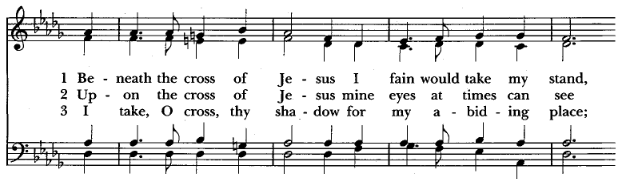 1 Be - neath the cross of Je - sus I fain would take my stand,
2 Up - on the cross of Je - sus mine eyes at times can see
3 I take, O cross, thy sha - dow for my a - bid - ing place;